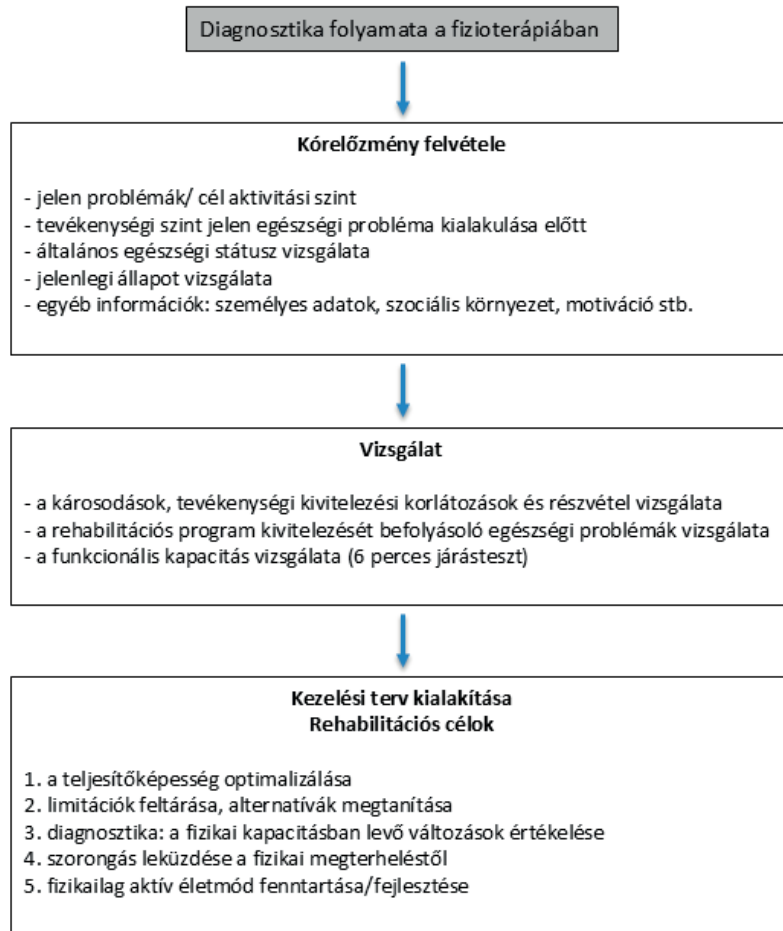 Diagnosztika folyamata a fizioterápiában
Kórelőzmény felvétele
- jelen problémák/ cél aktivitási szint
- tevékenységi szint jelen egészségi probléma kialakulása előtt
- általános egészségi státusz vizsgálata
- jelenlegi állapot vizsgálata
- egyéb információk: személyes adatok, szociális környezet, motiváció stb.
Vizsgálat
- a károsodások, tevékenységi kivitelezési korlátozások és részvétel vizsgálata
- a rehabilitációs program kivitelezését befolyásoló egészségi problémák vizsgálata
- a funkcionális kapacitás vizsgálata (6 perces járásteszt)
Kezelési terv kialakítása
Rehabilitációs célok
1. a teljesítőképesség optimalizálása
2. limitációk feltárása, alternatívák megtanítása
3. diagnosztika: a fizikai kapacitásban levő változások értékelése
4. szorongás leküzdése a fizikai megterheléstől
5. fizikailag aktív életmód fenntartása/fejlesztése